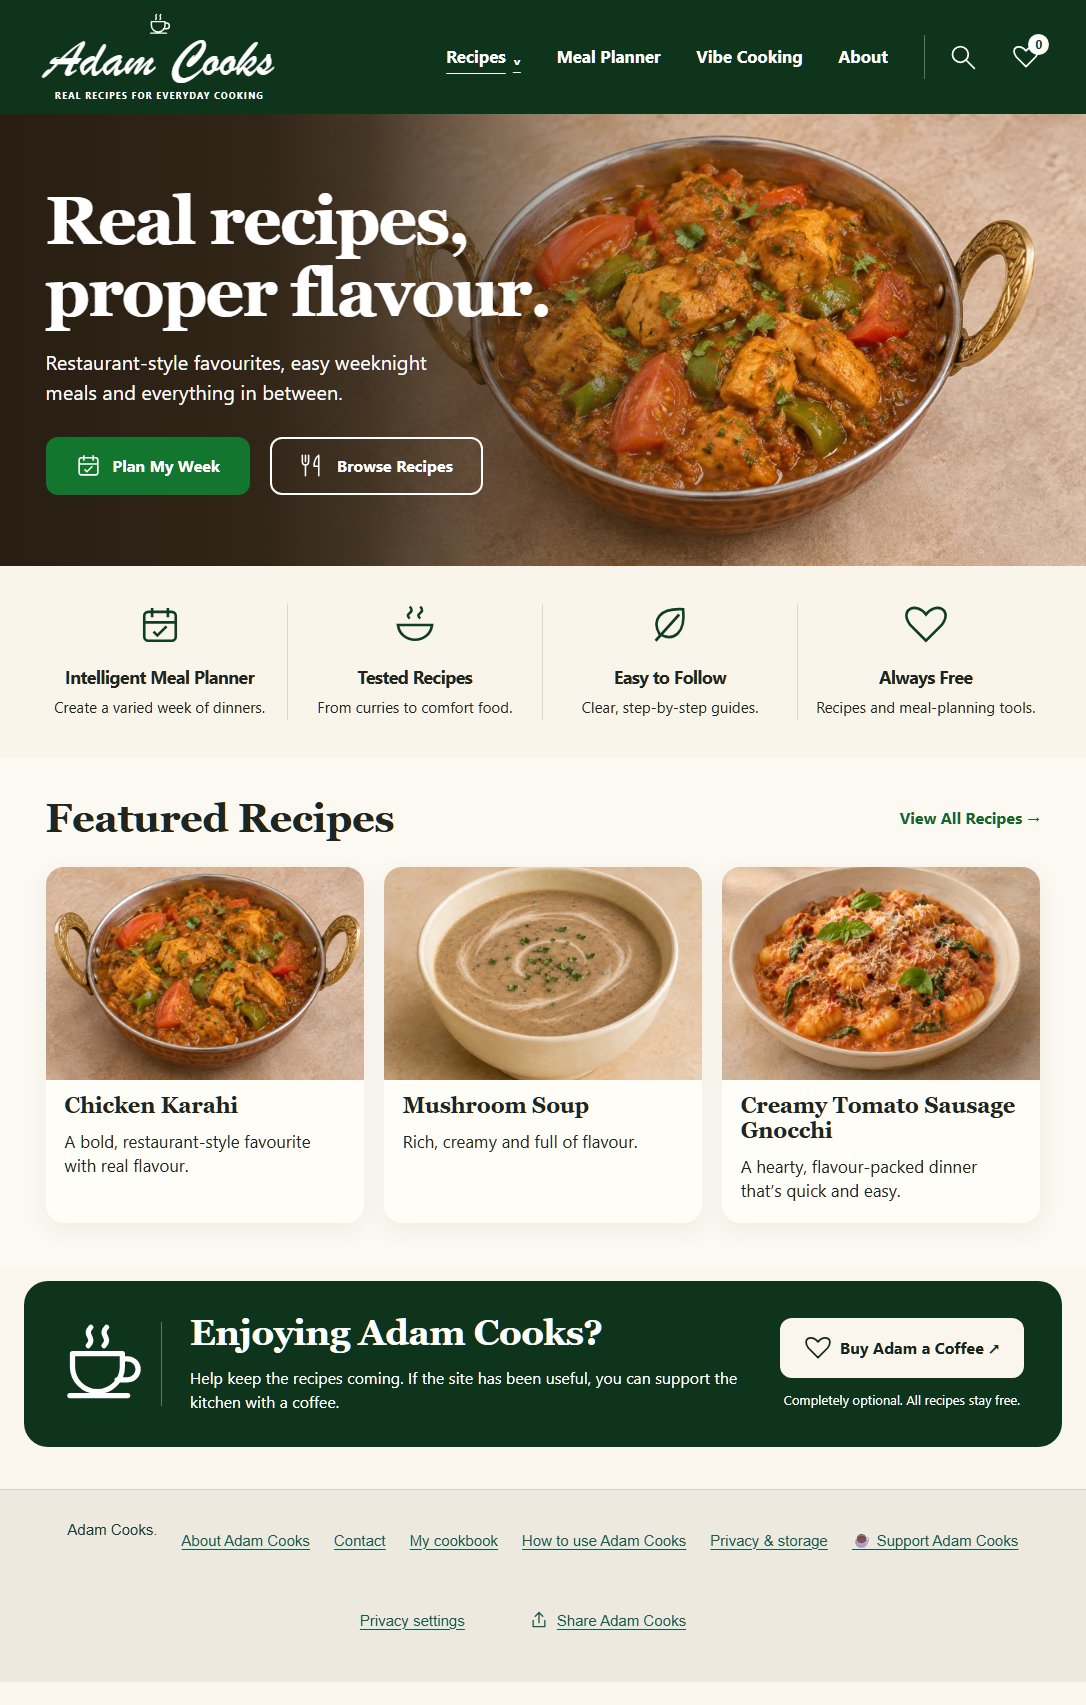 Adam Cooks
REAL RECIPES FOR EVERYDAY COOKING
Recipes
Meal Planner
Vibe Cooking
About
0
Real recipes,
proper flavour.
Restaurant-style favourites, easy weeknight
meals and everything in between.
Plan My Week
Browse Recipes
Intelligent Meal Planner
Create a varied week of dinners.
Tested Recipes
From curries to comfort food.
Easy to Follow
Clear, step-by-step guides.
Always Free
Recipes and meal-planning tools.
Featured Recipes
View All Recipes →
Chicken Karahi
A bold, restaurant-style favourite
with real flavour.
Mushroom Soup
Rich, creamy and full of flavour.
Creamy Tomato Sausage
Gnocchi
A hearty, flavour-packed dinner
that’s quick and easy.
Enjoying Adam Cooks?
Help keep the recipes coming. If the site has been useful, you can support the
kitchen with a coffee.
Buy Adam a Coffee ↗
Completely optional. All recipes stay free.
Adam Cooks.
About Adam Cooks
Contact
My cookbook
How to use Adam Cooks
Privacy & storage
Support Adam Cooks
Privacy settings
Share Adam Cooks